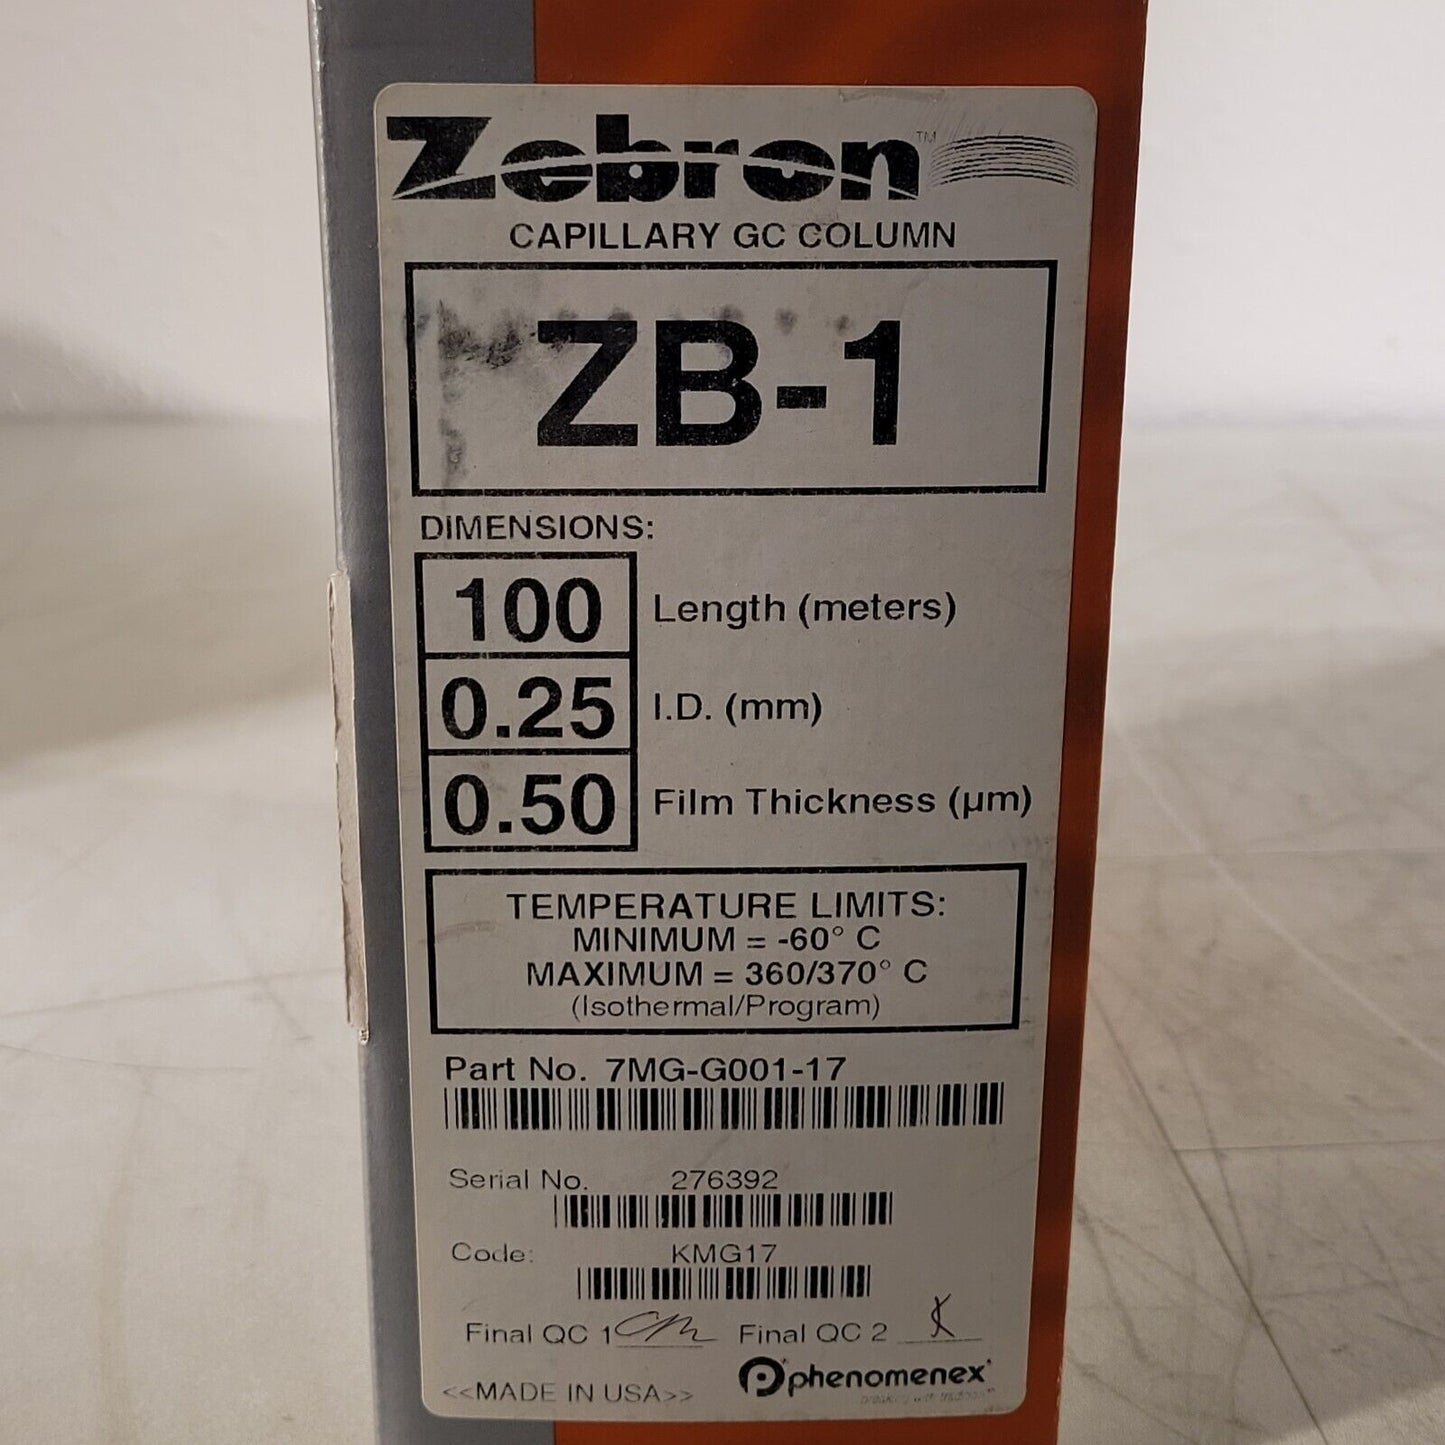 Zebron™
CAPILLARY GC COLUMN
ZB-1
DIMENSIONS:
100 Length (meters)
0.25 I.D. (mm)
0.50 Film Thickness (µm)
TEMPERATURE LIMITS:
MINIMUM = -60° C
MAXIMUM = 360/370° C
(Isothermal/Program)
Part No. 7MG-G001-17
Serial No. 276392
Code: KMG17
Final QC 1 Final QC 2
phenomenex
<<MADE IN USA>>